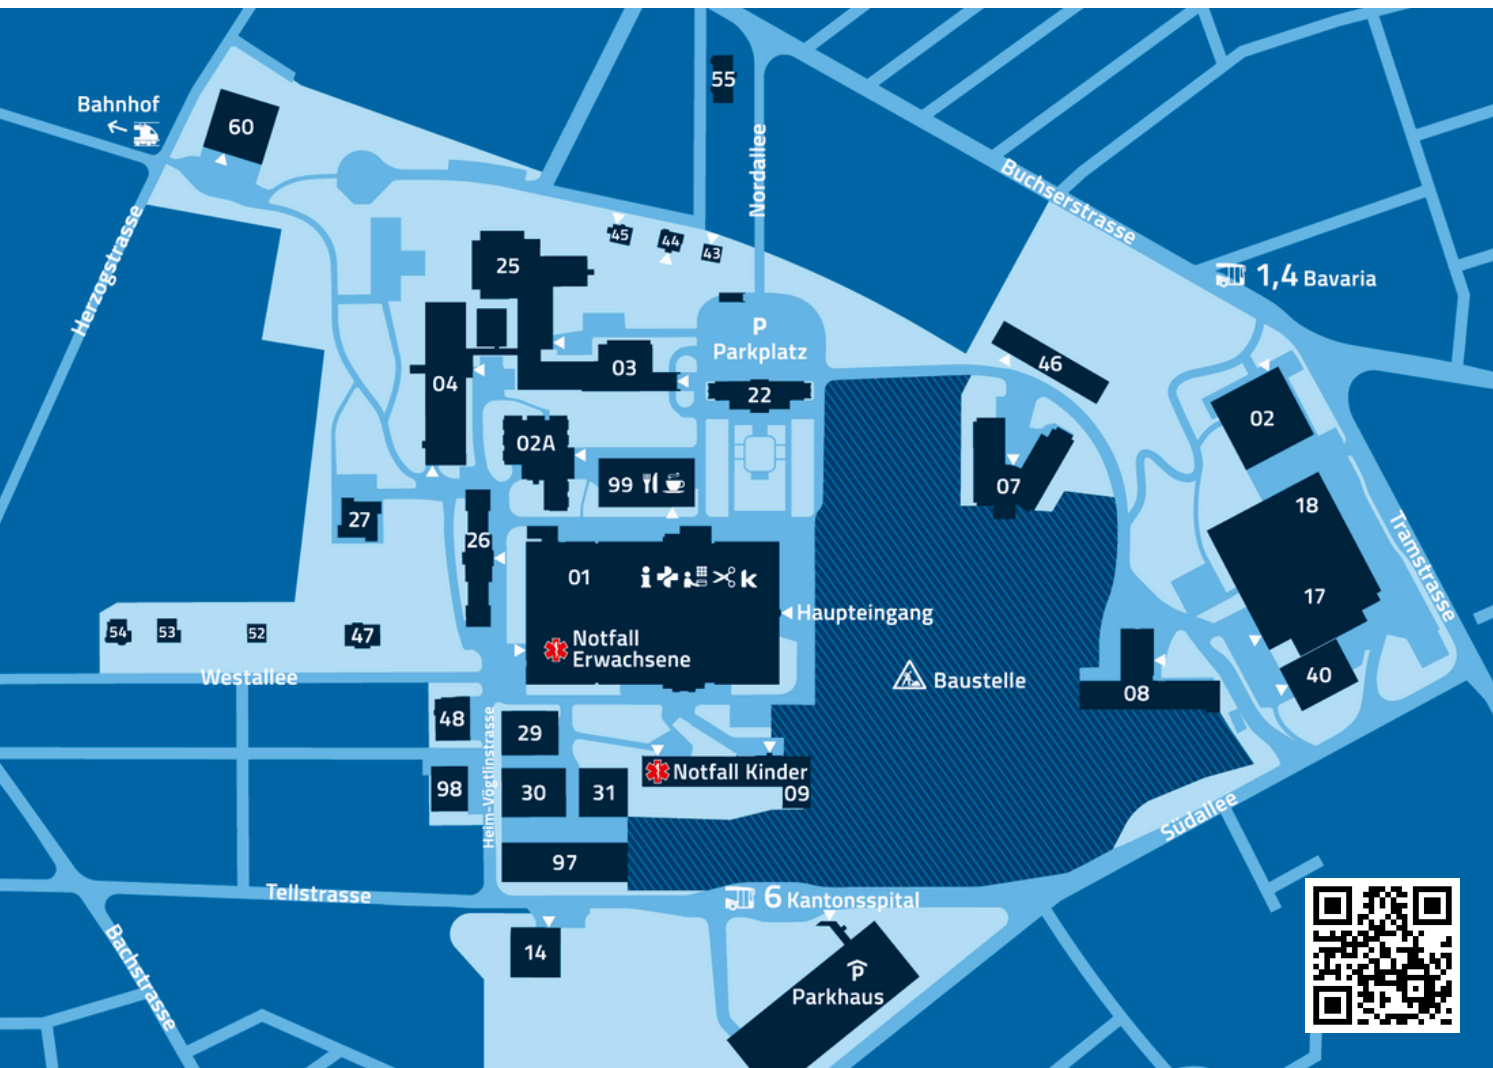 55
Bahnhof
60
Nordallee
Buchserstrasse
Herzogstrasse
45
44
43
25
1,4 Bavaria
P
Parkplatz
03
46
04
22
02
02A
99
07
18
27
26
Tramstrasse
01
i
k
17
Haupteingang
54
53
52
47
Notfall
Erwachsene
Westallee
40
Baustelle
08
48
29
Heim-Vögtlinstrasse
Notfall Kinder
98
30
31
09
Südallee
97
Tellstrasse
6 Kantonsspital
Bachstrasse
14
P
Parkhaus